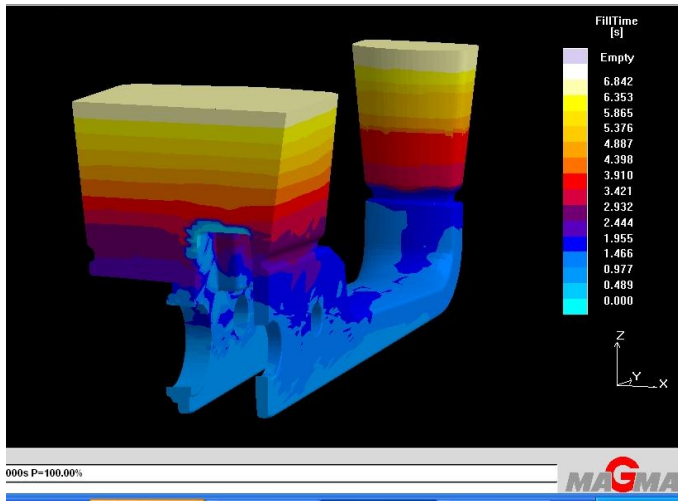 FillTime
[s]
Empty
6.842
6.353
5.865
5.376
4.887
4.398
3.910
3.421
2.932
2.444
1.955
1.466
0.977
0.489
0.000
Z
Y
X
000s P=100.00%
MAGMA